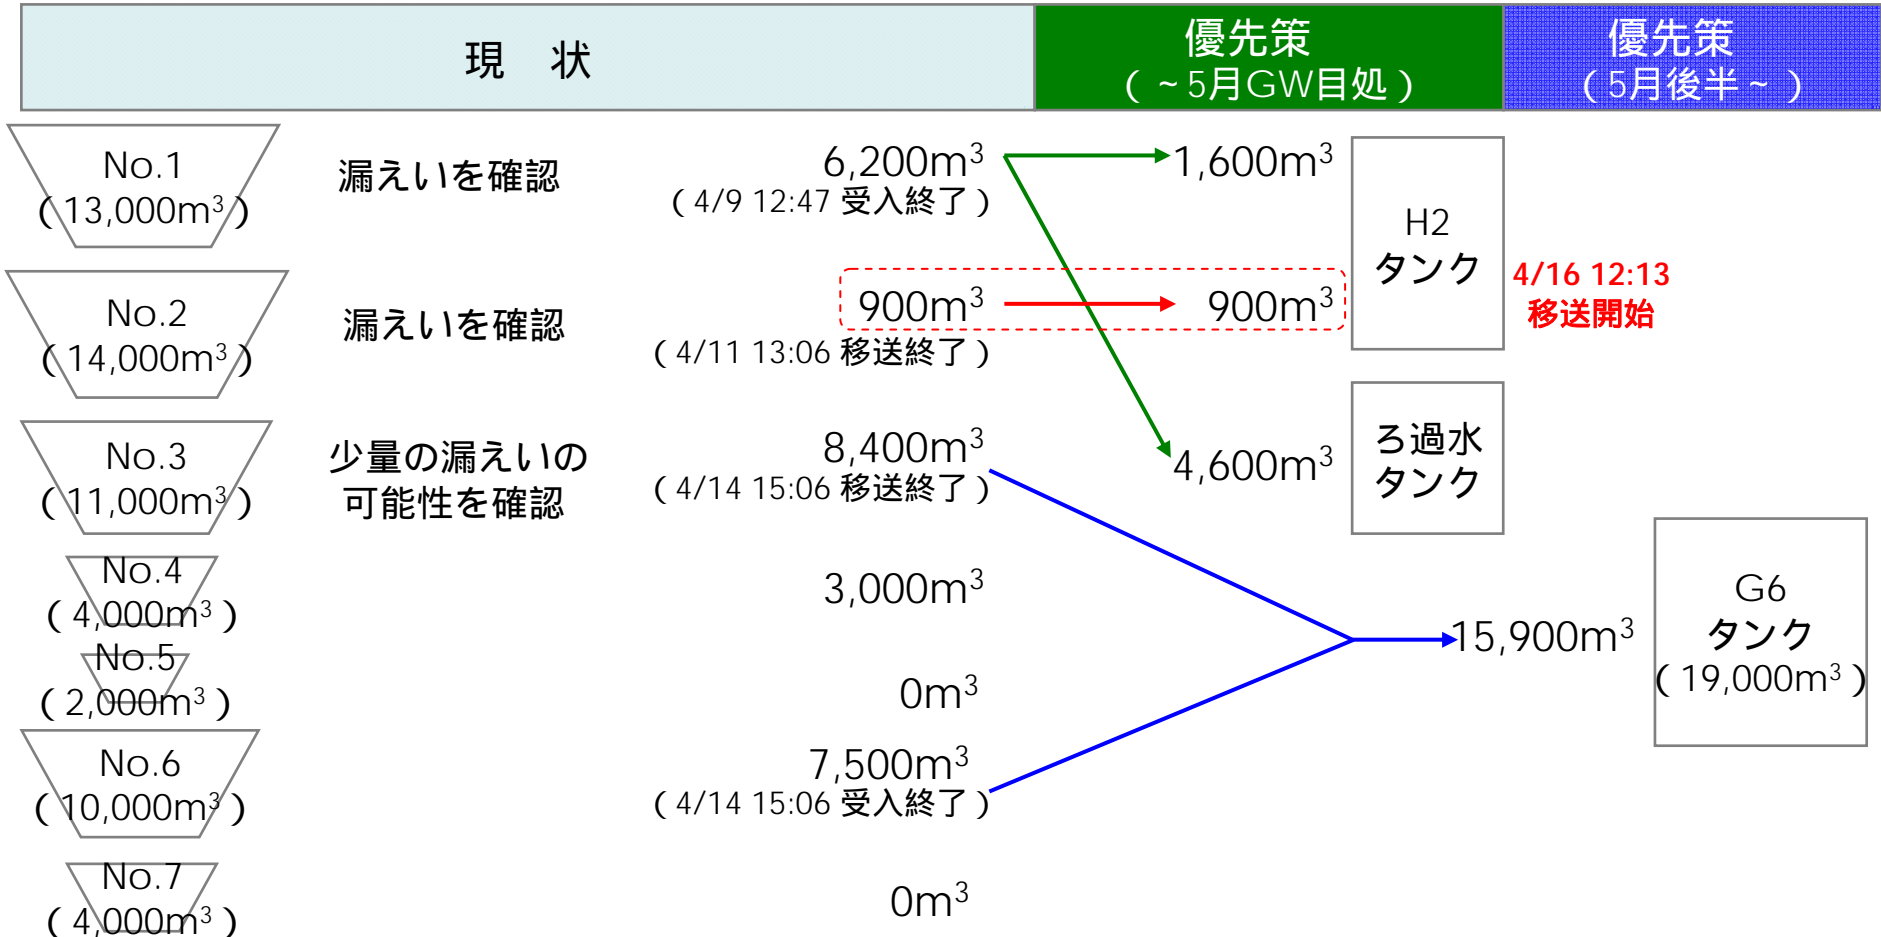 現　状
優先策
（～5月GW目処）
優先策
（5月後半～）
No.1
（13,000m³）
漏えいを確認
6,200m³
（4/9 12:47 受入終了）
1,600m³
H2
タンク
No.2
（14,000m³）
漏えいを確認
900m³
（4/11 13:06 移送終了）
900m³
4/16 12:13
移送開始
No.3
（11,000m³）
少量の漏えいの
可能性を確認
8,400m³
（4/14 15:06 移送終了）
4,600m³
ろ過水
タンク
No.4
（4,000m³）
3,000m³
No.5
（2,000m³）
0m³
15,900m³
G6
タンク
（19,000m³）
No.6
（10,000m³）
7,500m³
（4/14 15:06 受入終了）
No.7
（4,000m³）
0m³